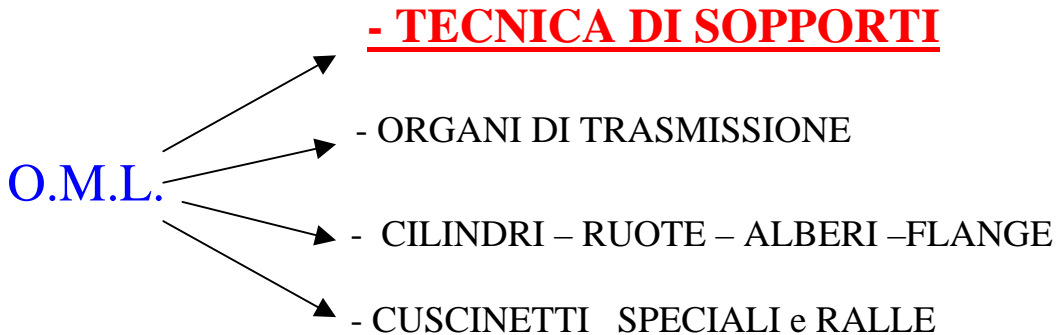 - TECNICA DI SOPPORTI
- ORGANI DI TRASMISSIONE
O.M.L.
- CILINDRI – RUOTE – ALBERI –FLANGE
- CUSCINETTI SPECIALI e RALLE